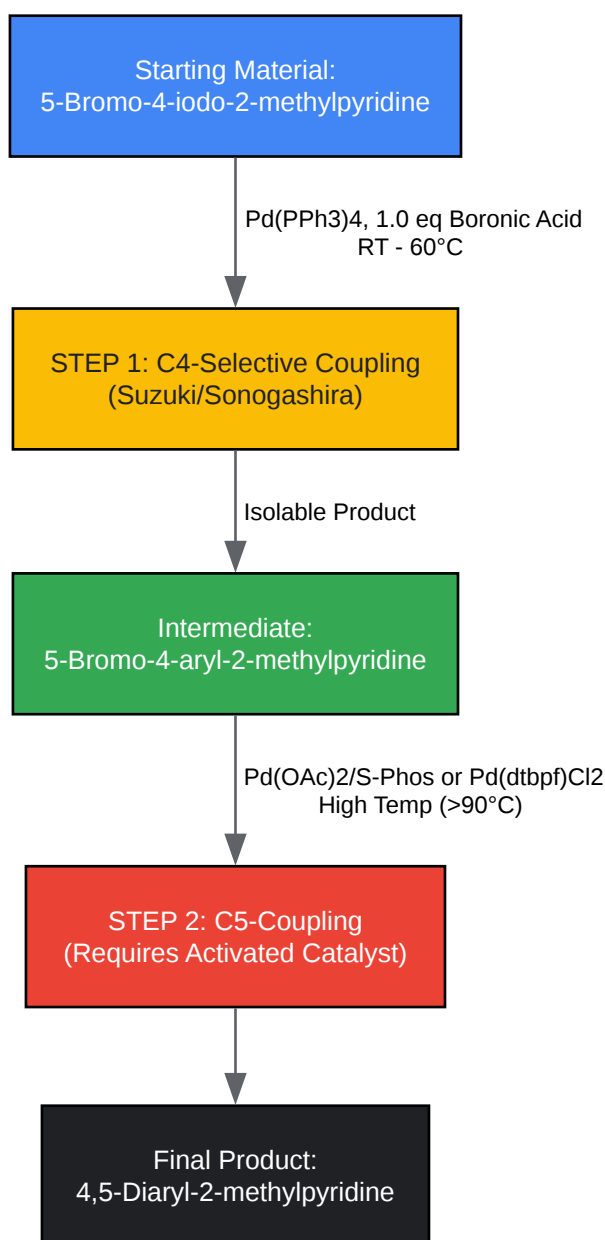 Starting Material:
5-Bromo-4-iodo-2-methylpyridine
Pd(PPh3)4, 1.0 eq Boronic Acid
RT - 60°C
STEP 1: C4-Selective Coupling
(Suzuki/Sonogashira)
Isolable Product
Intermediate:
5-Bromo-4-aryl-2-methylpyridine
Pd(OAc)2/S-Phos or Pd(dtbpf)Cl2
High Temp (>90°C)
STEP 2: C5-Coupling
(Requires Activated Catalyst)
Final Product:
4,5-Diaryl-2-methylpyridine